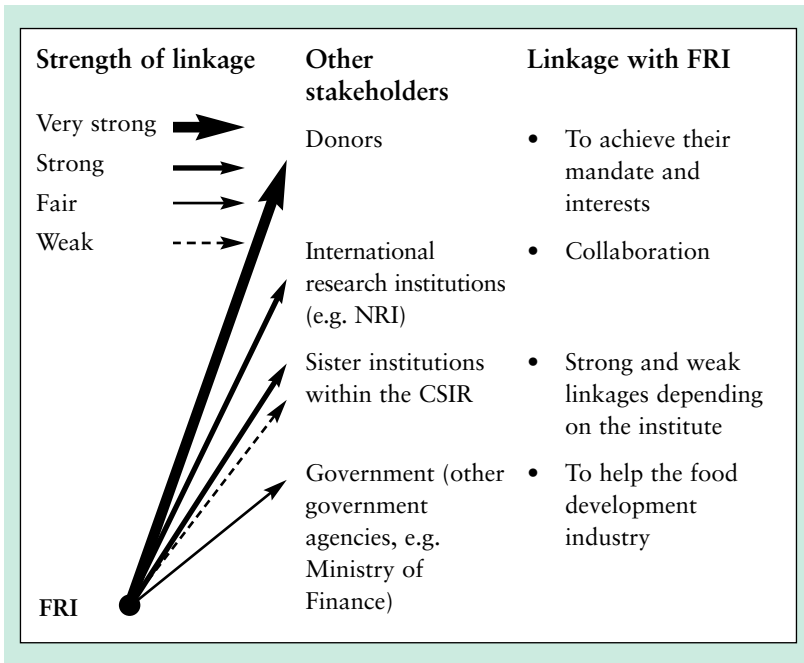 Strength of linkage
Other
stakeholders
Linkage with FRI
Very strong
Strong
Fair
Weak
Donors
• To achieve their
mandate and
interests
International
research institutions
(e.g. NRI)
• Collaboration
Sister institutions
within the CSIR
• Strong and weak
linkages depending
on the institute
Government (other
government
agencies, e.g.
Ministry of
Finance)
• To help the food
development
industry
FRI